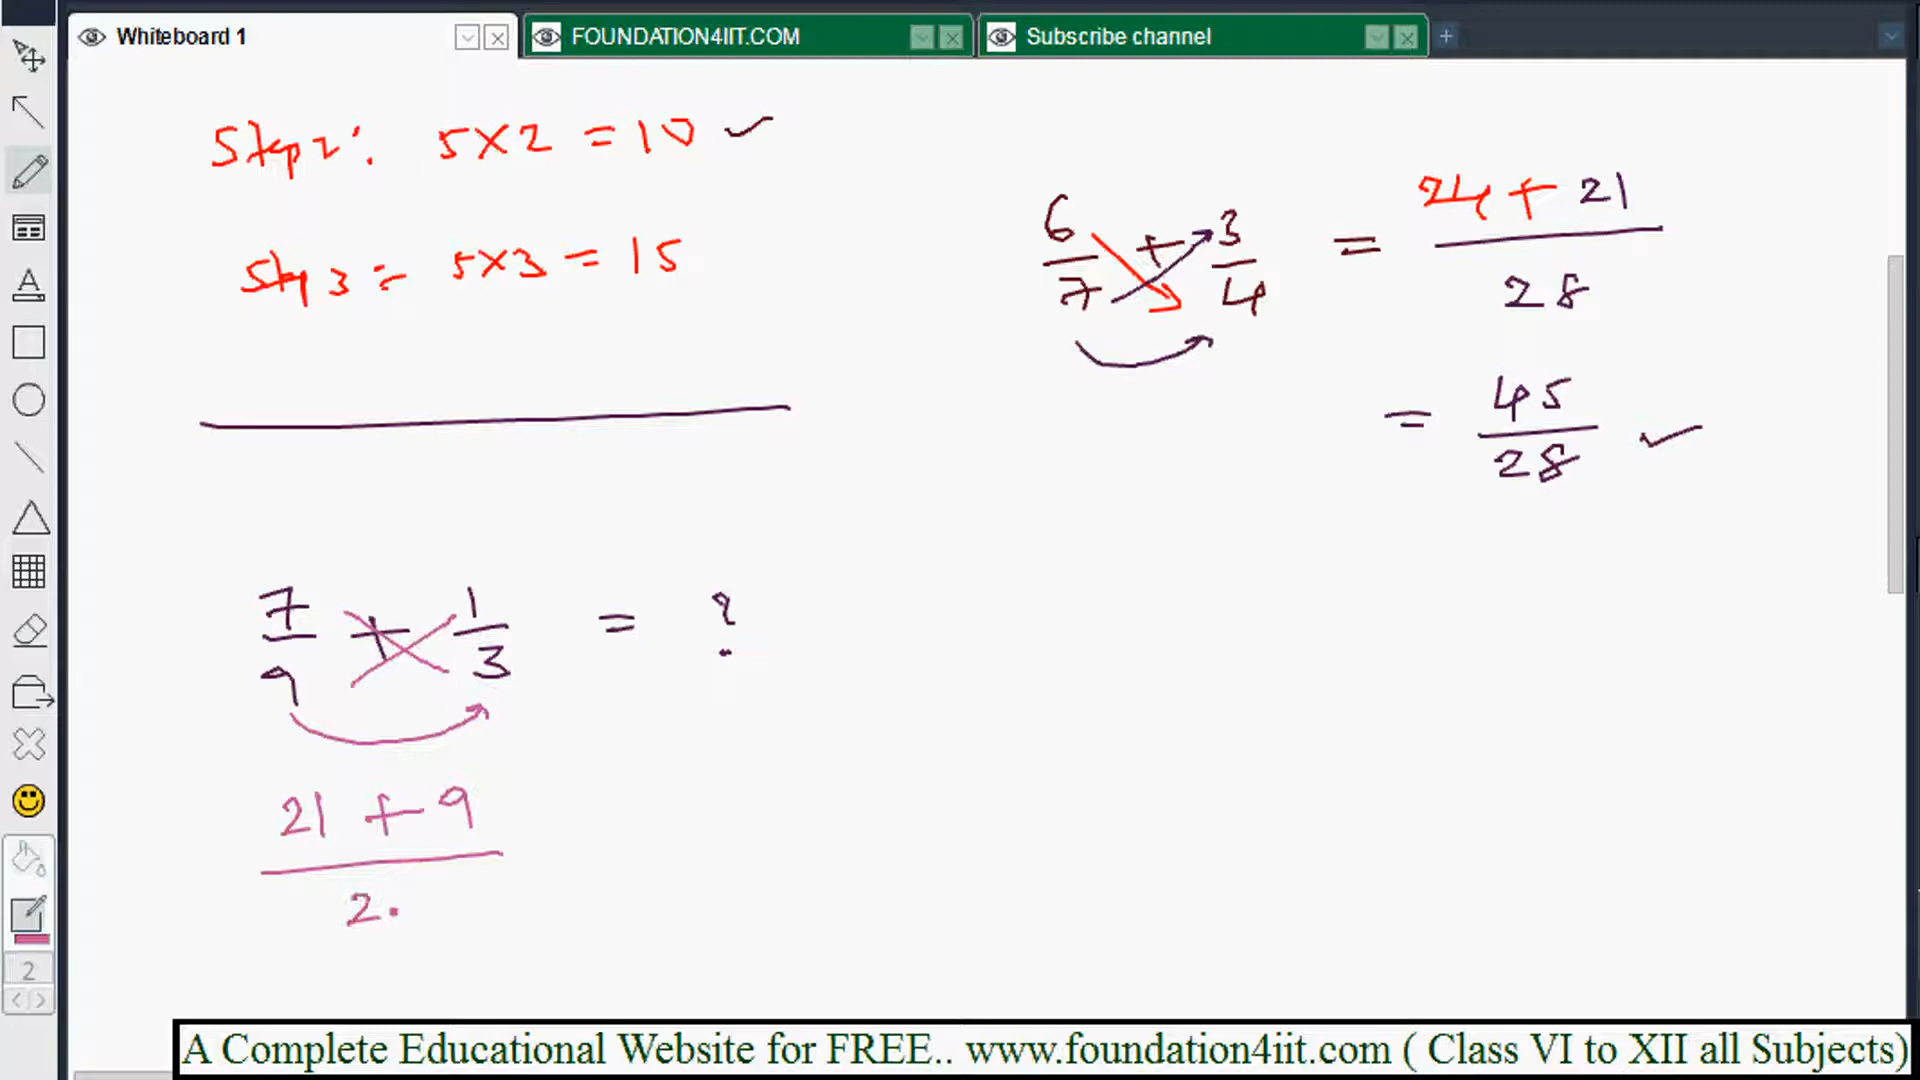 Whiteboard 1
FOUNDATION4IIT.COM
Subscribe channel
Step 2: 5×2 = 10 ✓
Step 3 = 5×3 = 15
6/7 + 3/4 = 24 + 21 / 28
= 45/28 ✓
7/9 + 1/3 = ?
21 + 9
2.
2
A Complete Educational Website for FREE.. www.foundation4iit.com ( Class VI to XII all Subjects)